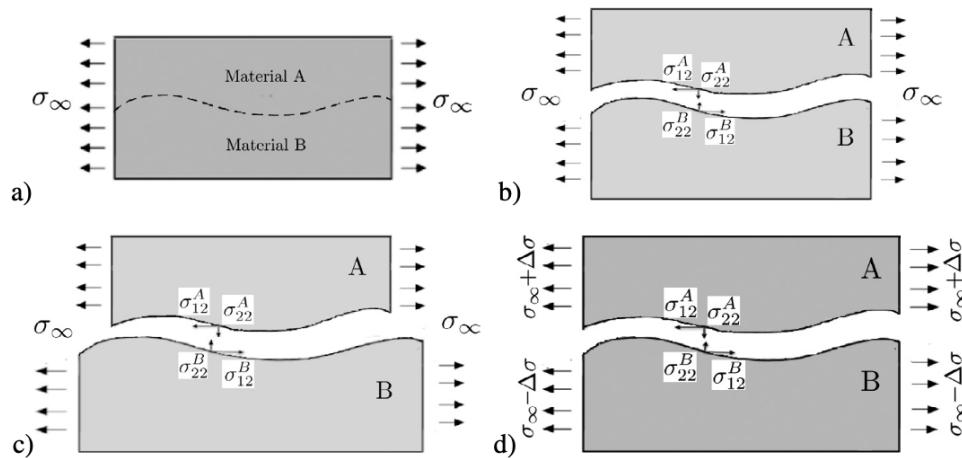 Material A
σ∞
σ∞
Material B
a)
A
σ₁₂ᴬ
σ₂₂ᴬ
σ∞
σ∞
σ₂₂ᴮ
σ₁₂ᴮ
B
b)
A
σ₁₂ᴬ
σ₂₂ᴬ
σ∞
σ∞
σ₂₂ᴮ
σ₁₂ᴮ
B
c)
σ∞+Δσ
A
σ∞+Δσ
σ₁₂ᴬ
σ₂₂ᴬ
σ₂₂ᴮ
σ₁₂ᴮ
σ∞−Δσ
B
σ∞−Δσ
d)